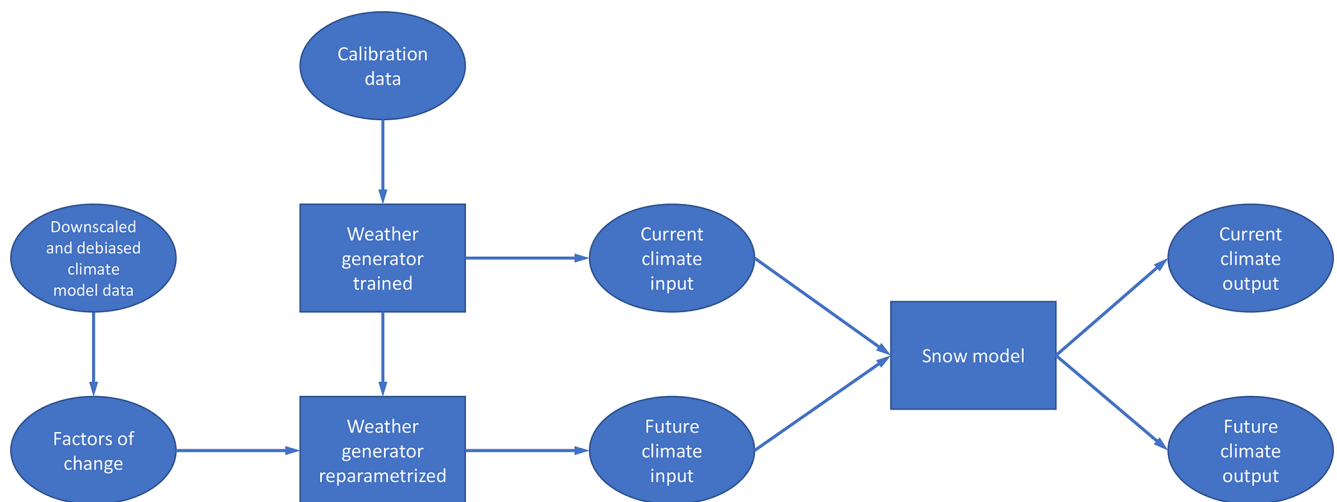 Calibration
data
Downscaled
and debiased
climate
model data
Weather
generator
trained
Current
climate
input
Current
climate
output
Snow model
Factors of
change
Weather
generator
reparametrized
Future
climate
input
Future
climate
output